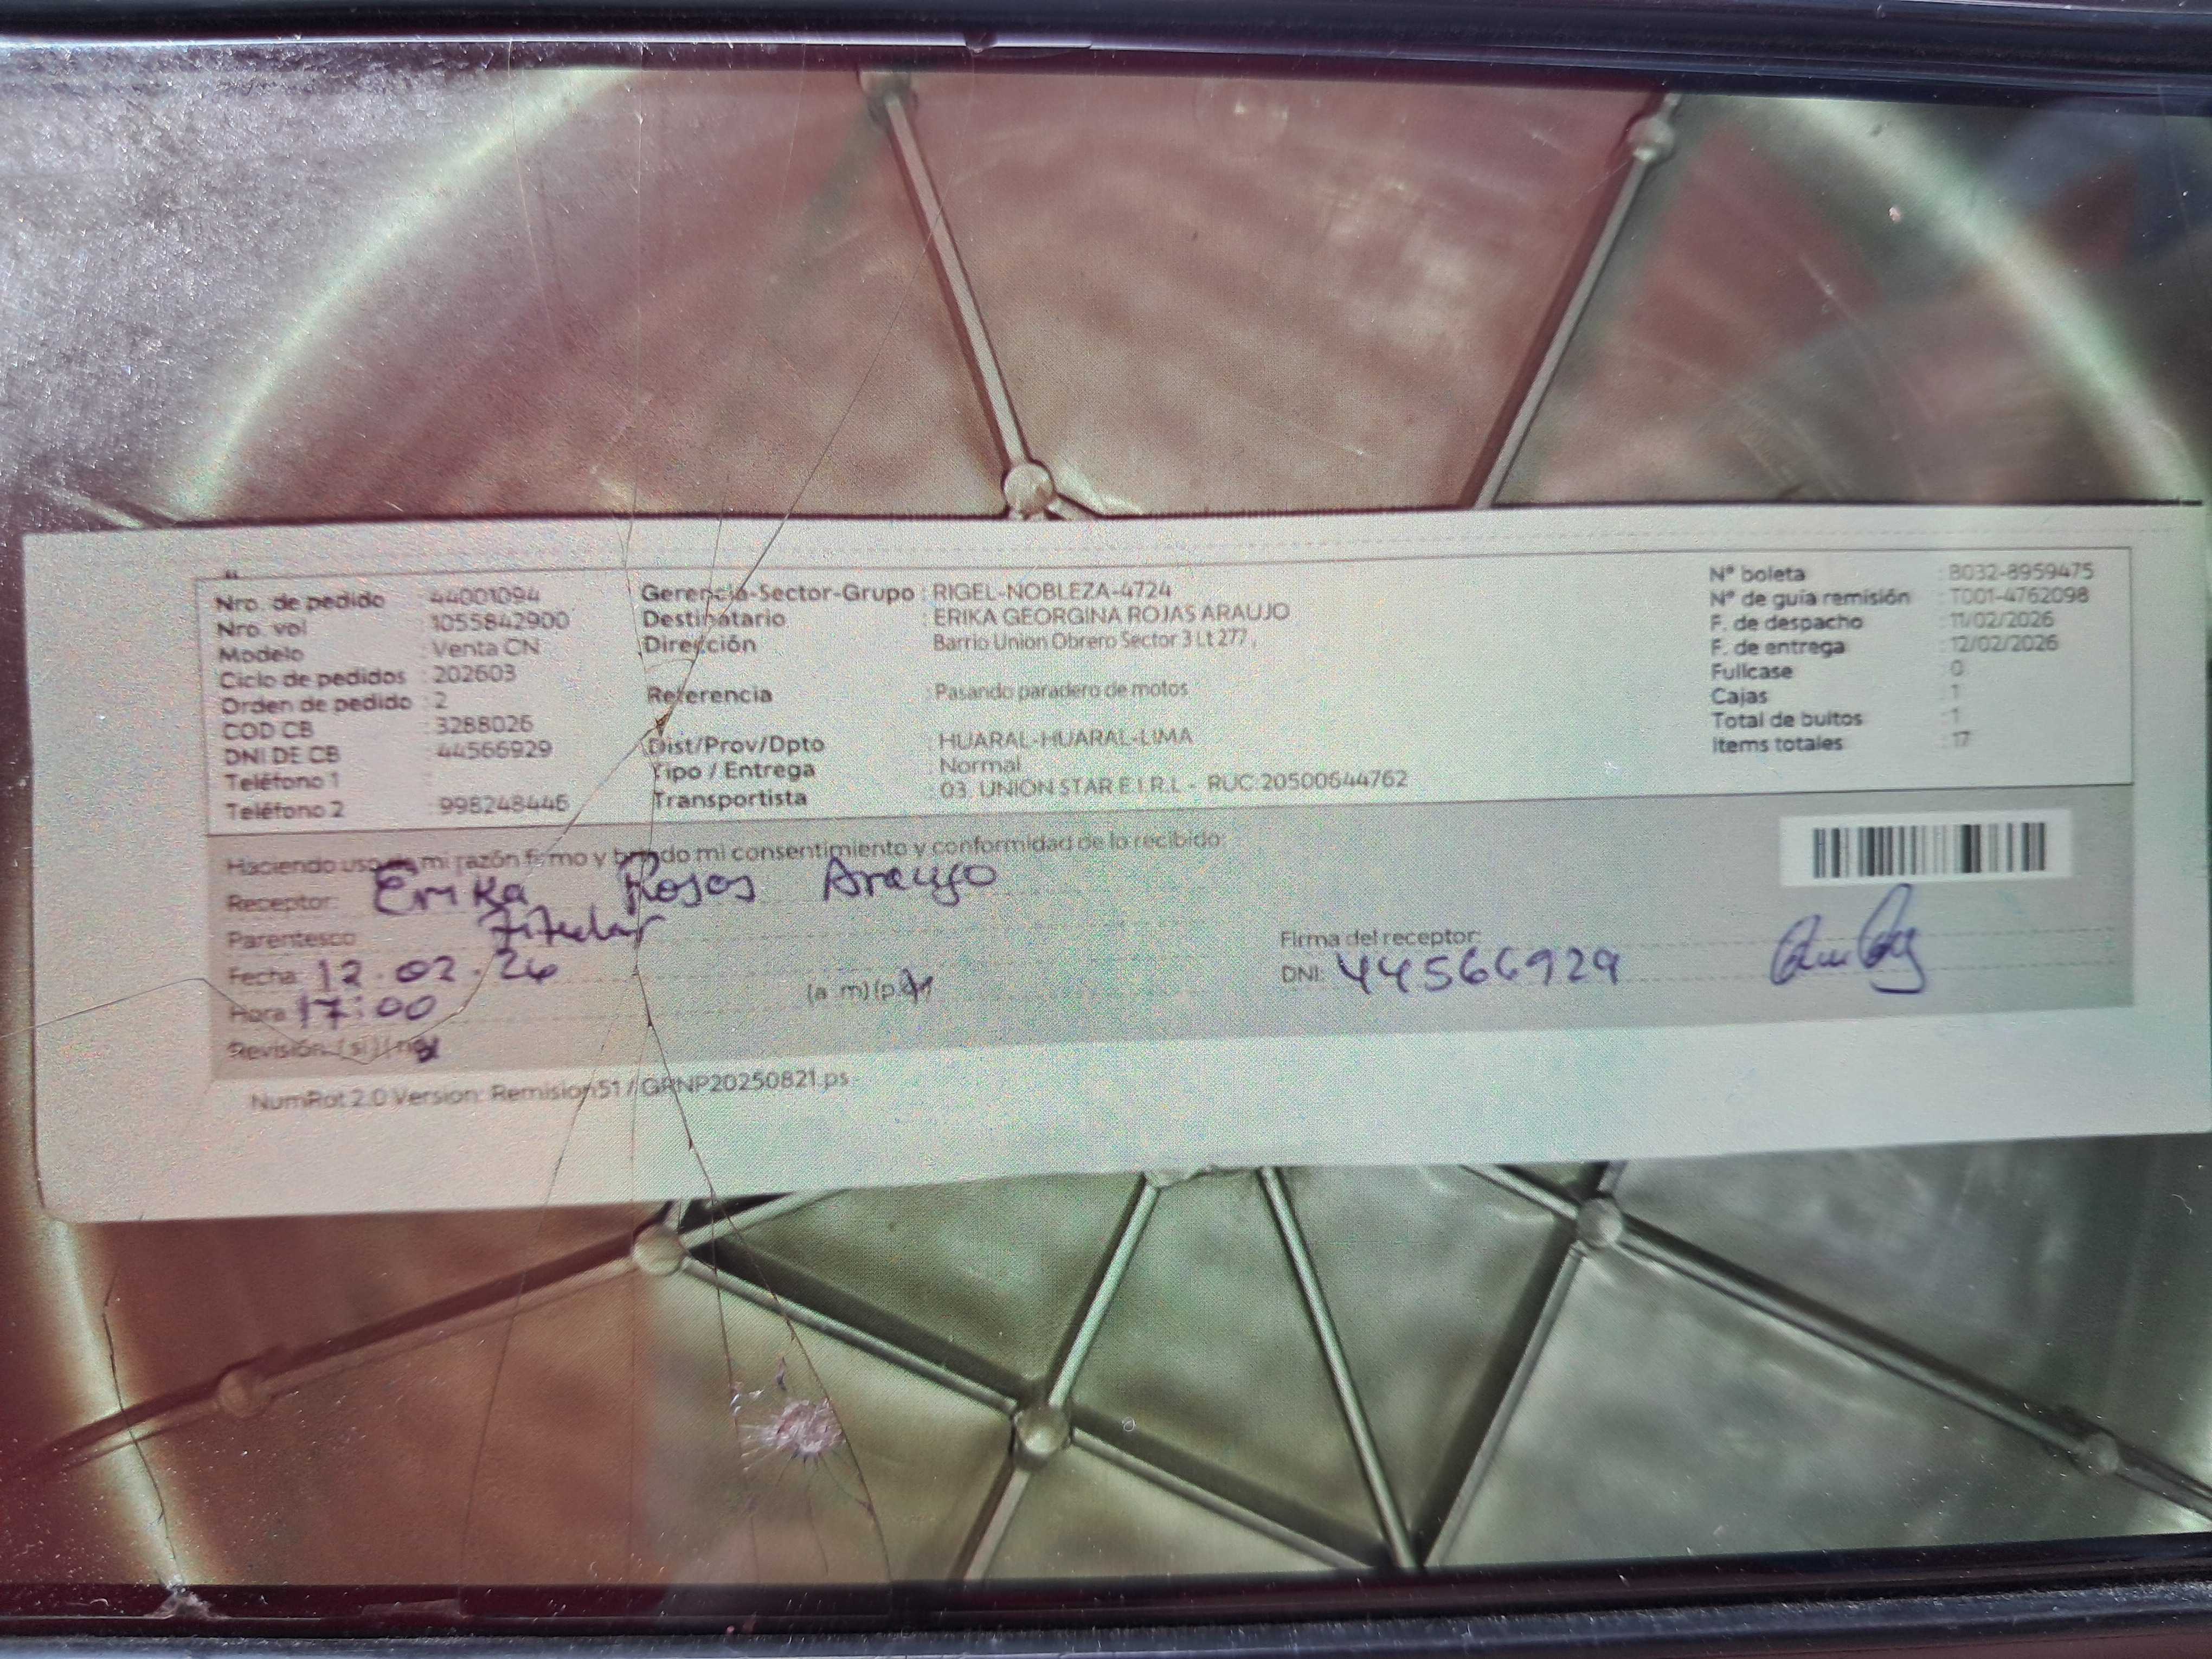 Nro. de pedido : 44001094
Nro. vol : 1055842900
Modelo : Venta CN
Ciclo de pedidos : 202603
Orden de pedido : 2
COD CB : 3288026
DNI DE CB : 44566929
Teléfono 1 :
Teléfono 2 : 998248446
Gerencia-Sector-Grupo : RIGEL-NOBLEZA-4724
Destinatario : ERIKA GEORGINA ROJAS ARAUJO
Dirección : Barrio Union Obrero Sector 3 Lt 277 ,
Referencia : Pasando paradero de motos
Dist/Prov/Dpto : HUARAL-HUARAL-LIMA
Tipo / Entrega : Normal
Transportista : 03. UNION STAR E.I.R.L - RUC:20500644762
N° boleta : B032-8959475
N° de guía remisión : T001-4762098
F. de despacho : 11/02/2026
F. de entrega : 12/02/2026
Fullcase : 0
Cajas : 1
Total de bultos : 1
Items totales : 17
Haciendo uso de mi razón firmo y brindo mi consentimiento y conformidad de lo recibido:
Receptor: Erika Rojas Araujo
Parentesco titular
Fecha: 12.02.26
Hora 17:00 (a .m) (p.m)
Revisión: ( si ) ( no )
Firma del receptor:
DNI: 44566929
NumRot 2.0 Version: Remision51 / GRNP20250821.ps